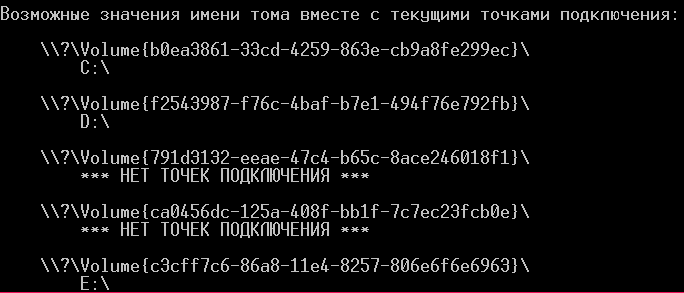 Возможные значения имени тома вместе с текущими точками подключения:
\\?\Volume{b0ea3861-33cd-4259-863e-cb9a8fe299ec}\
C:\
\\?\Volume{f2543987-f76c-4baf-b7e1-494f76e792fb}\
D:\
\\?\Volume{791d3132-eeae-47c4-b65c-8ace246018f1}\
*** НЕТ ТОЧЕК ПОДКЛЮЧЕНИЯ ***
\\?\Volume{ca0456dc-125a-408f-bb1f-7c7ec23fcb0e}\
*** НЕТ ТОЧЕК ПОДКЛЮЧЕНИЯ ***
\\?\Volume{c3cff7c6-86a8-11e4-8257-806e6f6e6963}\
E:\